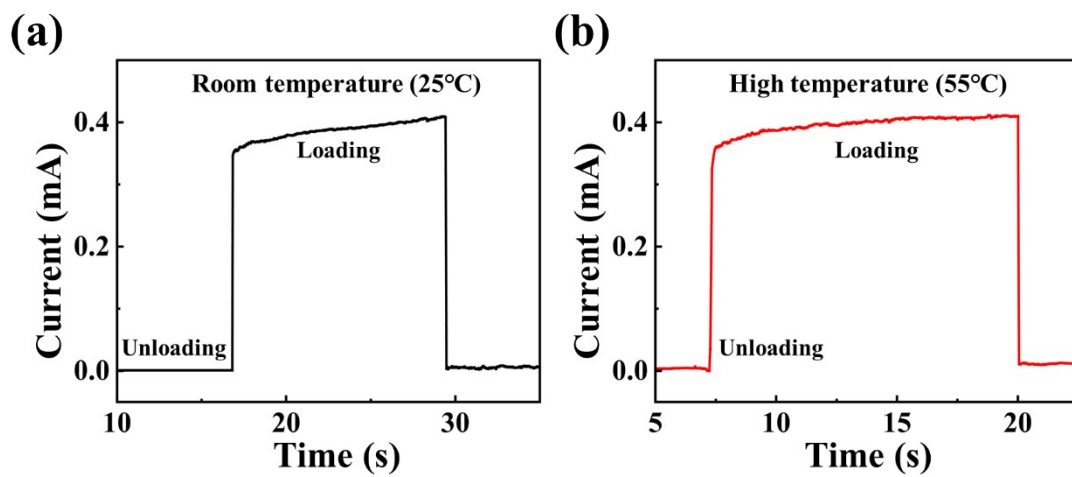 (a)
Room temperature (25°C)
0.4
Loading
0.2
Unloading
0.0
10
20
30
Current (mA)
Time (s)
(b)
High temperature (55°C)
0.4
Loading
0.2
Unloading
0.0
5
10
15
20
Current (mA)
Time (s)